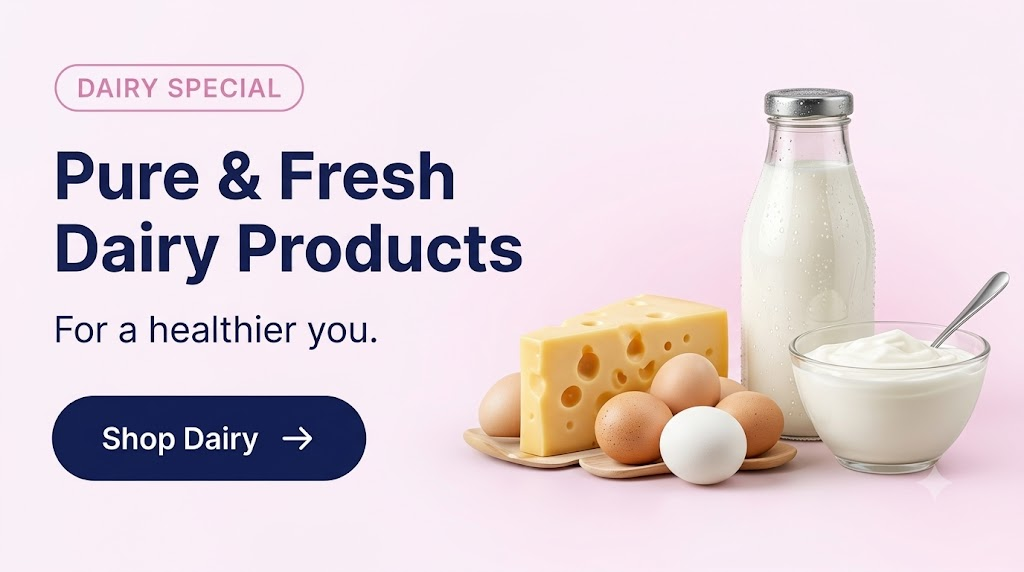 DAIRY SPECIAL
Pure & Fresh
Dairy Products
For a healthier you.
Shop Dairy →